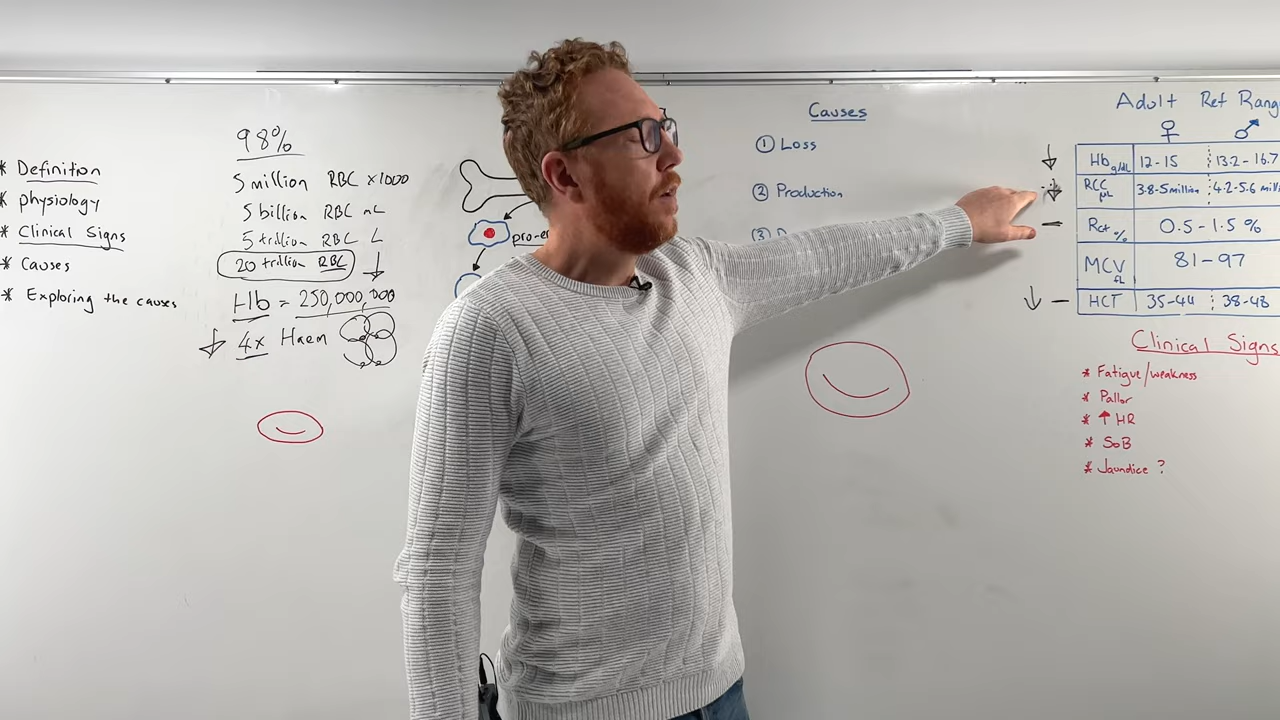 * Definition
* physiology
* Clinical Signs
* Causes
* Exploring the causes
98%
5 million RBC x1000
5 billion RBC mL
5 trillion RBC L
20 trillion RBC ↓
Hb = 250,000,000
↓ 4x Haem
pro-er
Causes
① Loss
② Production
③ D
Adult Ref Rang
♀ ♂
↓ Hb g/dL 12-15 13.2-16.7
↓ RCC µL 3.8-5 million 4.2-5.6 mill
– Rct % 0.5-1.5 %
MCV fL 81-97
↓ – HCT 35-44 38-48
Clinical Signs
* Fatigue/weakness
* Pallor
* ↑ HR
* SoB
* Jaundice ?